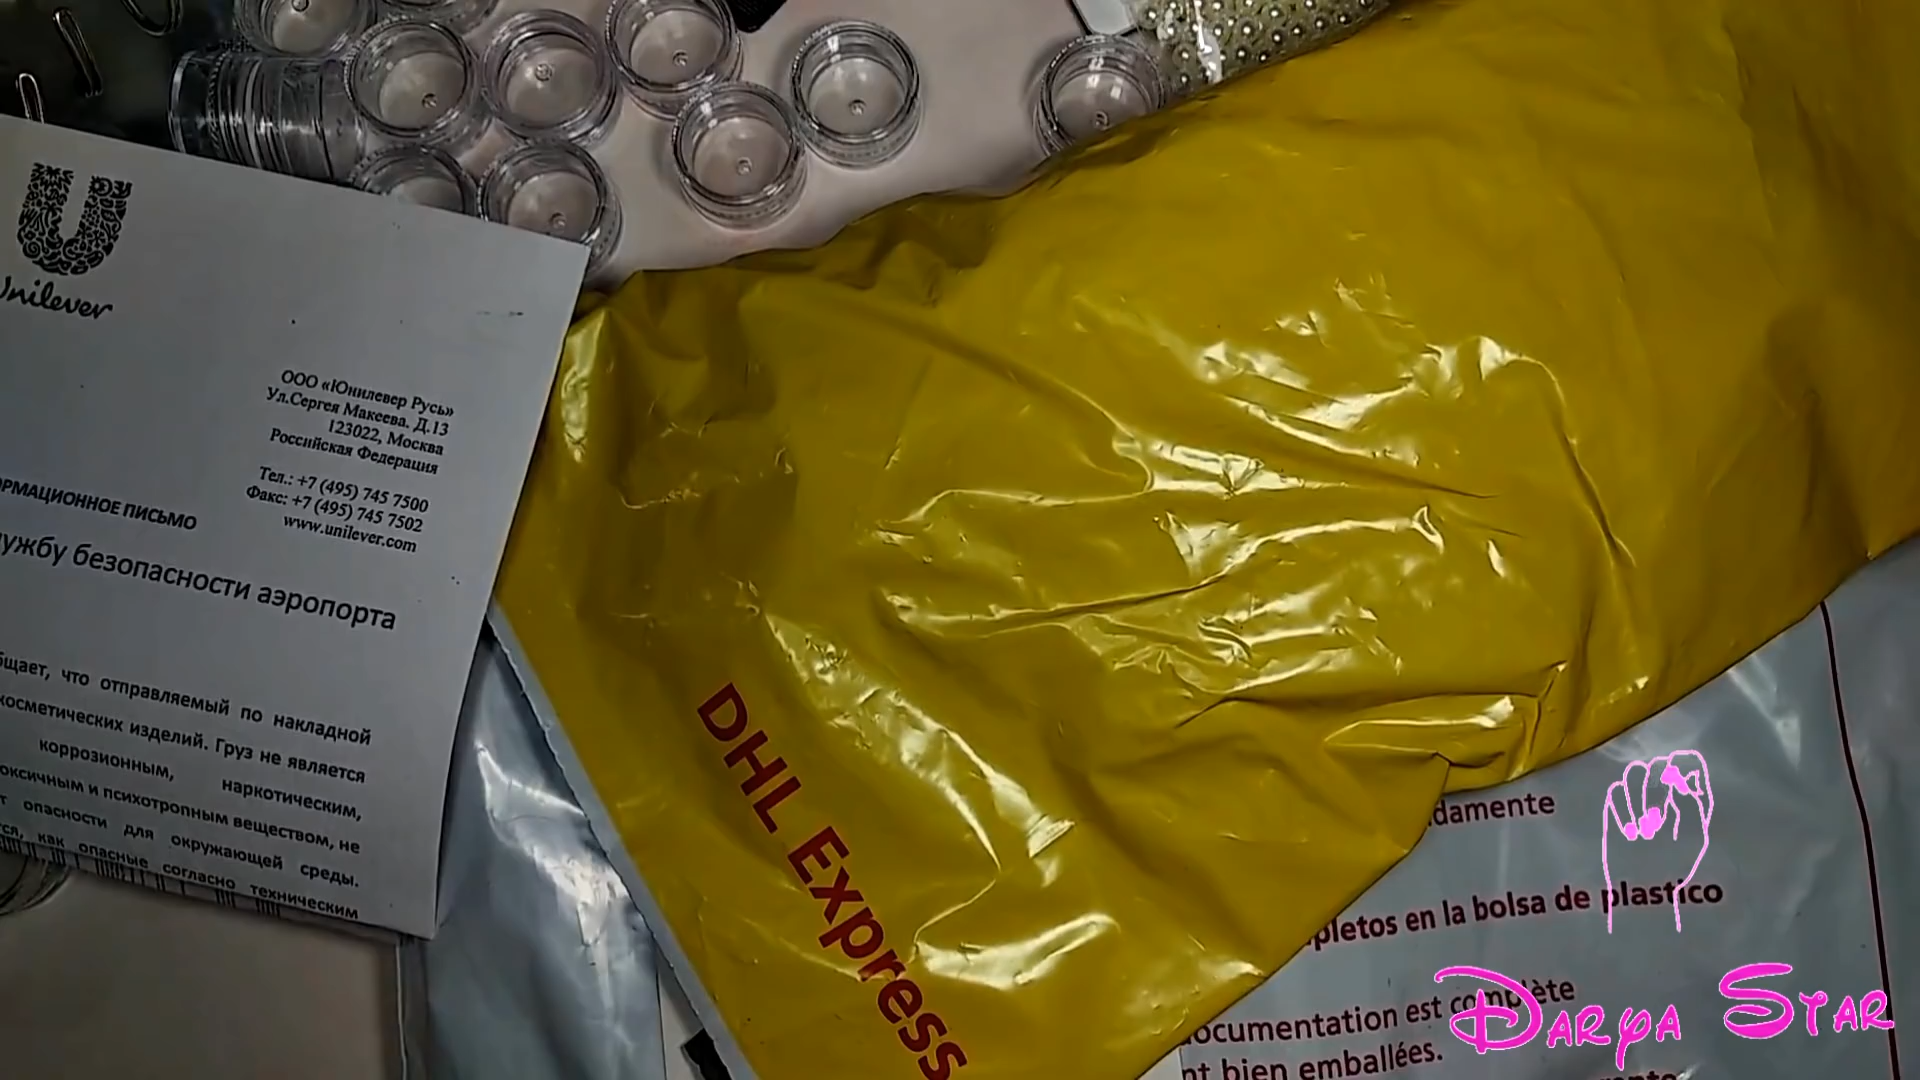 Unilever
ООО «Юнилевер Русь»
Ул.Сергея Макеева. Д.13
123022, Москва
Российская Федерация
Тел.: +7 (495) 745 7500
Факс: +7 (495) 745 7502
www.unilever.com
ОРМАЦИОННОЕ ПИСЬМО
ужбу безопасности аэропорта
бщает, что отправляемый по накладной
косметических изделий. Груз не является
коррозионным, наркотическим,
оксичным и психотропным веществом, не
т опасности для окружающей среды.
тся, как опасные согласно техническим
DHL Express
damente
pletos en la bolsa de plastico
ocumentation est complète
nt bien emballées.
Darya Star